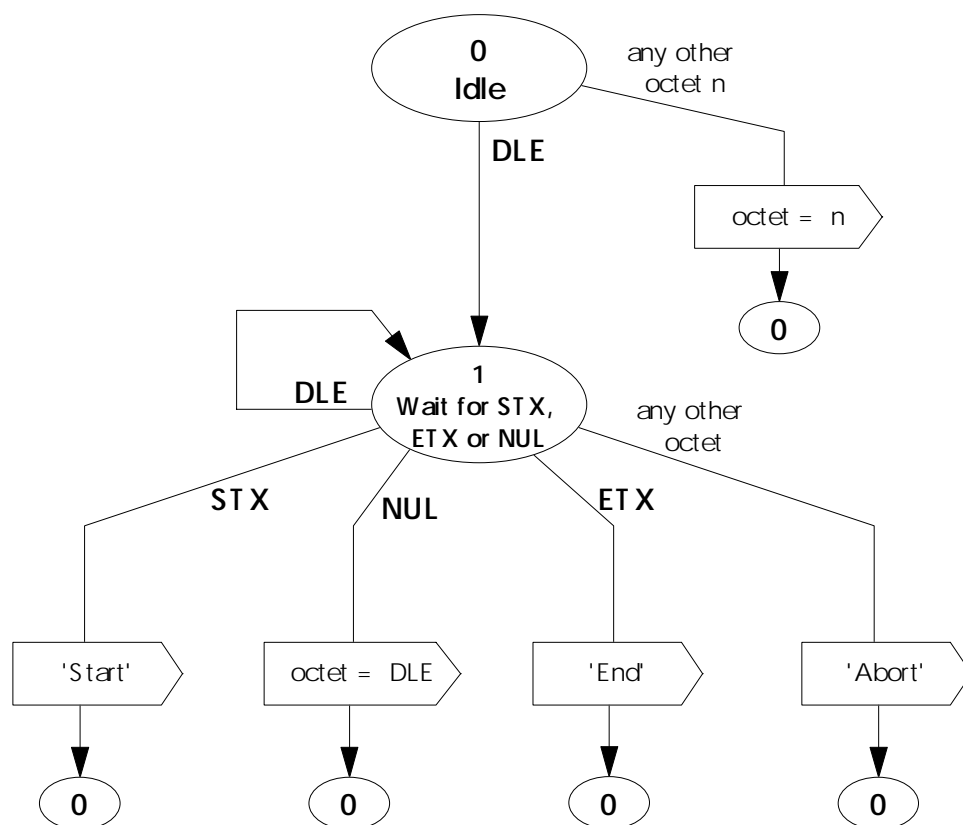 0
Idle
any other
octet n
DLE
octet = n
0
DLE
1
Wait for STX,
ETX or NUL
any other
octet
STX
NUL
ETX
'Start'
octet = DLE
'End'
'Abort'
0
0
0
0